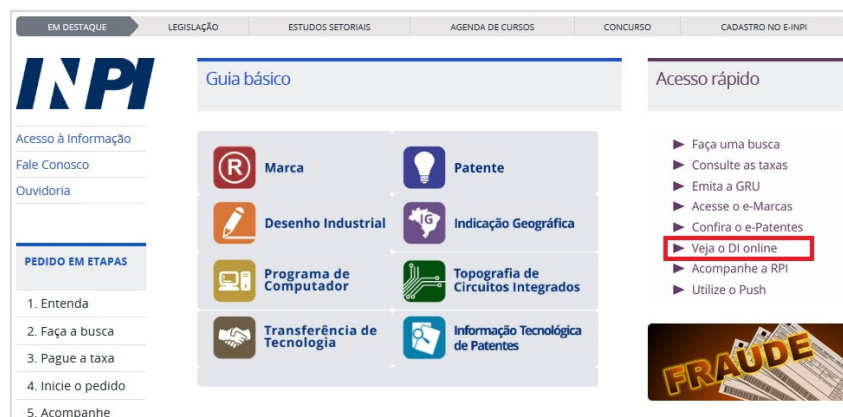 EM DESTAQUE
LEGISLAÇÃO
ESTUDOS SETORIAIS
AGENDA DE CURSOS
CONCURSO
CADASTRO NO E-INPI
INPI
Acesso à Informação
Fale Conosco
Ouvidoria
PEDIDO EM ETAPAS
1. Entenda
2. Faça a busca
3. Pague a taxa
4. Inicie o pedido
5. Acompanhe
Guia básico
® Marca
Patente
Desenho Industrial
IG
Indicação Geográfica
Programa de
Computador
Topografia de
Circuitos Integrados
Transferência de
Tecnologia
Informação Tecnológica
de Patentes
Acesso rápido
Faça uma busca
Consulte as taxas
Emita a GRU
Acesse o e-Marcas
Confira o e-Patentes
Veja o DI online
Acompanhe a RPI
Utilize o Push
FRAUDE